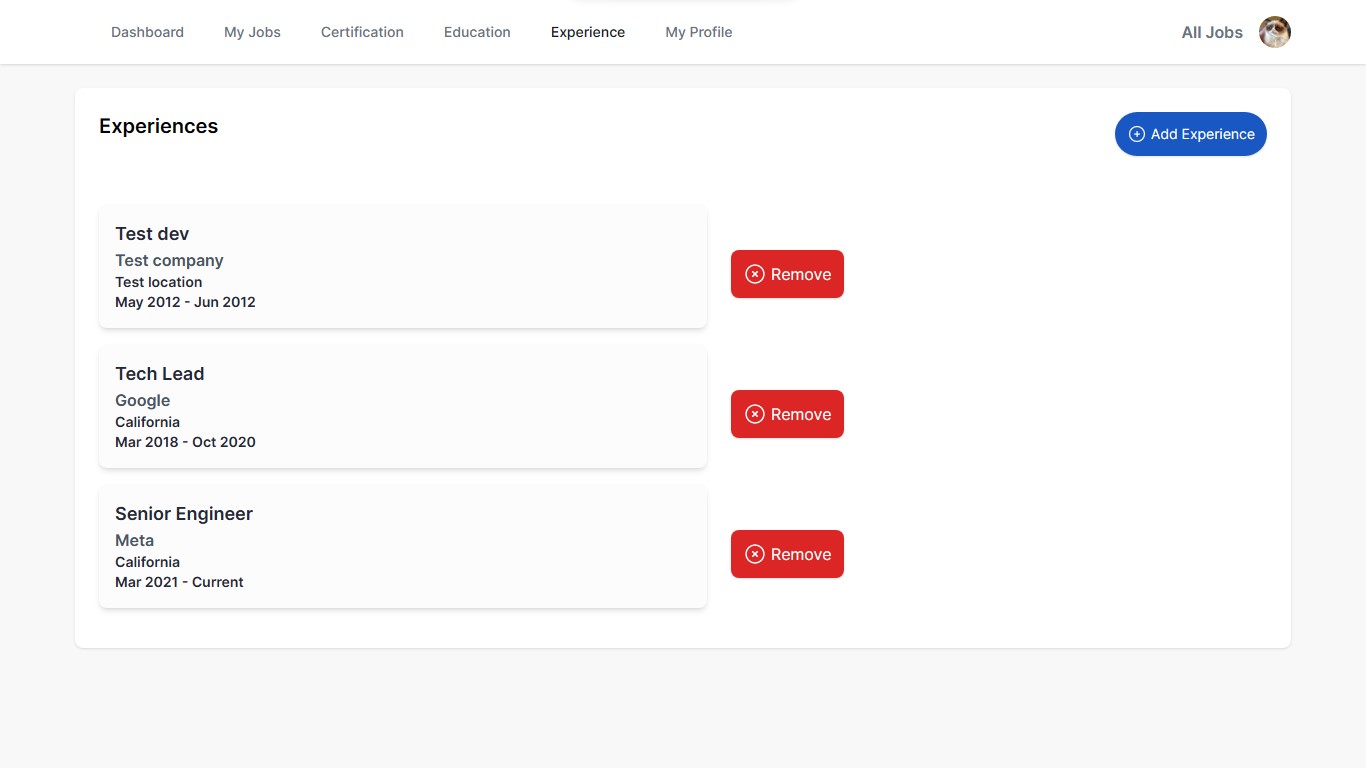 Dashboard
My Jobs
Certification
Education
Experience
My Profile
All Jobs
Experiences
Add Experience
Test dev
Test company
Test location
May 2012 - Jun 2012
Remove
Tech Lead
Google
California
Mar 2018 - Oct 2020
Remove
Senior Engineer
Meta
California
Mar 2021 - Current
Remove